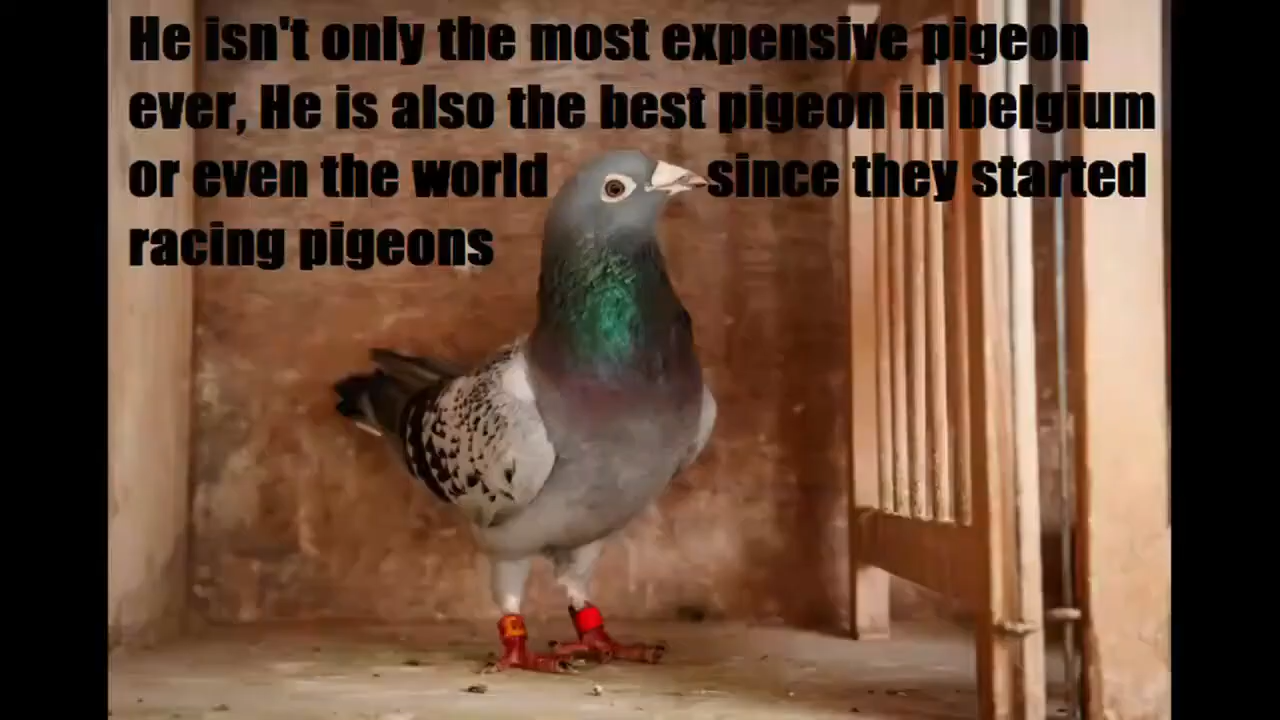 He isn't only the most expensive pigeon
ever, He is also the best pigeon in belgium
or even the world since they started
racing pigeons